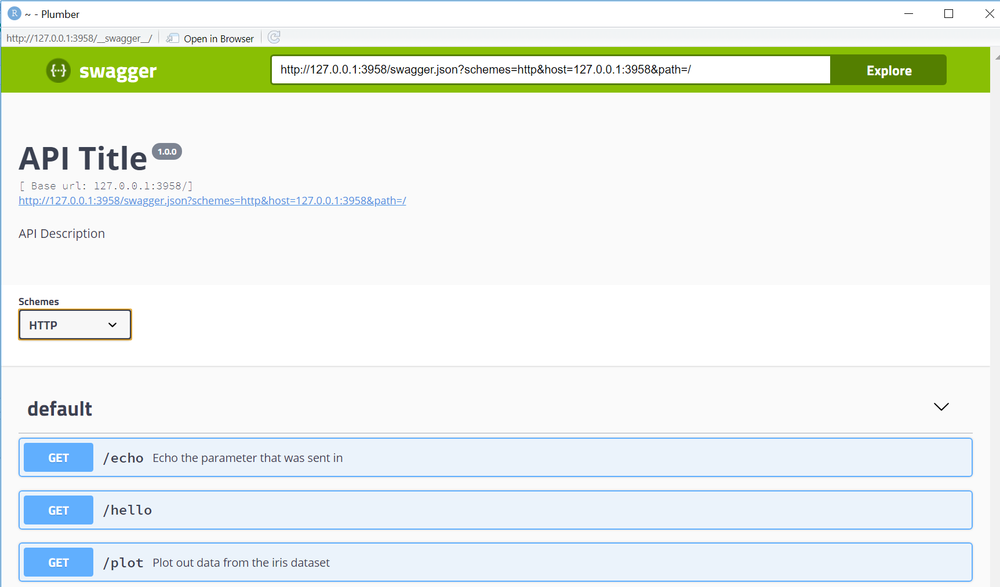 R ~ - Plumber
http://127.0.0.1:3958/__swagger__/ Open in Browser
{···} swagger http://127.0.0.1:3958/swagger.json?schemes=http&host=127.0.0.1:3958&path=/ Explore
API Title 1.0.0
[ Base url: 127.0.0.1:3958/]
http://127.0.0.1:3958/swagger.json?schemes=http&host=127.0.0.1:3958&path=/
API Description
Schemes
HTTP
default
GET /echo Echo the parameter that was sent in
GET /hello
GET /plot Plot out data from the iris dataset